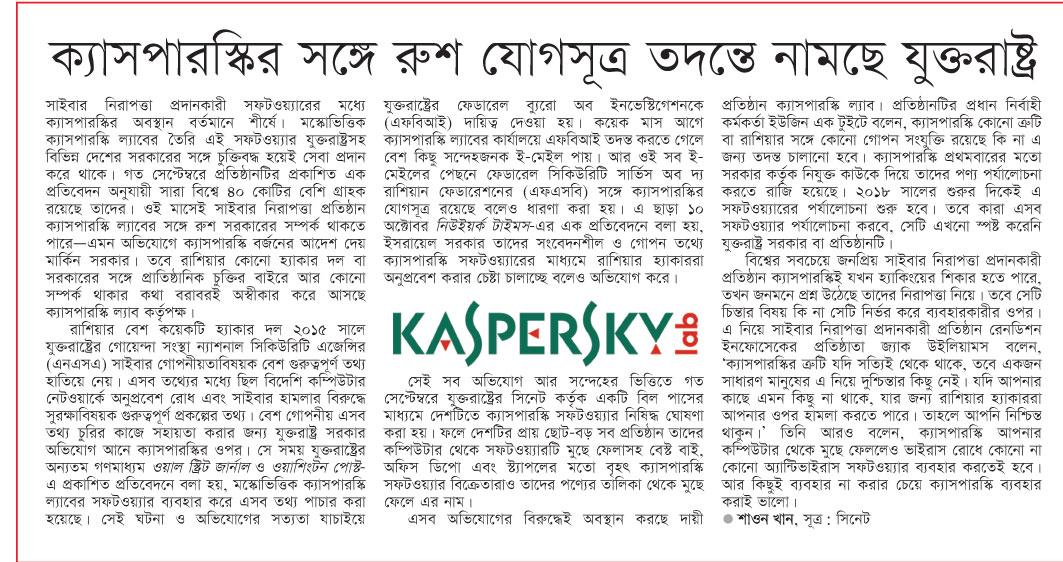 ক্যাসপারস্কির সঙ্গে রুশ যোগসূত্র তদন্তে নামছে যুক্তরাষ্ট্র
সাইবার নিরাপত্তা প্রদানকারী সফটওয়্যারের মধ্যে
ক্যাসপারস্কির অবস্থান বর্তমানে শীর্ষে। মস্কোভিত্তিক
ক্যাসপারস্কি ল্যাবের তৈরি এই সফটওয়্যার যুক্তরাষ্ট্রসহ
বিভিন্ন দেশের সরকারের সঙ্গে চুক্তিবদ্ধ হয়েই সেবা প্রদান
করে থাকে। গত সেপ্টেম্বরে প্রতিষ্ঠানটির প্রকাশিত এক
প্রতিবেদন অনুযায়ী সারা বিশ্বে ৪০ কোটির বেশি গ্রাহক
রয়েছে তাদের। ওই মাসেই সাইবার নিরাপত্তা প্রতিষ্ঠান
ক্যাসপারস্কি ল্যাবের সঙ্গে রুশ সরকারের সম্পর্ক থাকতে
পারে—এমন অভিযোগে ক্যাসপারস্কি বর্জনের আদেশ দেয়
মার্কিন সরকার। তবে রাশিয়ার কোনো হ্যাকার দল বা
সরকারের সঙ্গে প্রাতিষ্ঠানিক চুক্তির বাইরে আর কোনো
সম্পর্ক থাকার কথা বরাবরই অস্বীকার করে আসছে
ক্যাসপারস্কি ল্যাব কর্তৃপক্ষ।
রাশিয়ার বেশ কয়েকটি হ্যাকার দল ২০১৫ সালে
যুক্তরাষ্ট্রের গোয়েন্দা সংস্থা ন্যাশনাল সিকিউরিটি এজেন্সির
(এনএসএ) সাইবার গোপনীয়তাবিষয়ক বেশ গুরুত্বপূর্ণ তথ্য
হাতিয়ে নেয়। এসব তথ্যের মধ্যে ছিল বিদেশি কম্পিউটার
নেটওয়ার্কে অনুপ্রবেশ রোধ এবং সাইবার হামলার বিরুদ্ধে
সুরক্ষাবিষয়ক গুরুত্বপূর্ণ প্রকল্পের তথ্য। বেশ গোপনীয় এসব
তথ্য চুরির কাজে সহায়তা করার জন্য যুক্তরাষ্ট্র সরকার
অভিযোগ আনে ক্যাসপারস্কির ওপর। সে সময় যুক্তরাষ্ট্রের
অন্যতম গণমাধ্যম ওয়াল স্ট্রিট জার্নাল ও ওয়াশিংটন পোস্ট-
এ প্রকাশিত প্রতিবেদনে বলা হয়, মস্কোভিত্তিক ক্যাসপারস্কি
ল্যাবের সফটওয়্যার ব্যবহার করে এসব তথ্য পাচার করা
হয়েছে। সেই ঘটনা ও অভিযোগের সত্যতা যাচাইয়ে
যুক্তরাষ্ট্রের ফেডারেল ব্যুরো অব ইনভেস্টিগেশনকে
(এফবিআই) দায়িত্ব দেওয়া হয়। কয়েক মাস আগে
ক্যাসপারস্কি ল্যাবের কার্যালয়ে এফবিআই তদন্ত করতে গেলে
বেশ কিছু সন্দেহজনক ই-মেইল পায়। আর ওই সব ই-
মেইলের পেছনে ফেডারেল সিকিউরিটি সার্ভিস অব দ্য
রাশিয়ান ফেডারেশনের (এফএসবি) সঙ্গে ক্যাসপারস্কির
যোগসূত্র রয়েছে বলেও ধারণা করা হয়। এ ছাড়া ১০
অক্টোবর নিউইয়র্ক টাইমস-এর এক প্রতিবেদনে বলা হয়,
ইসরায়েল সরকার তাদের সংবেদনশীল ও গোপন তথ্যে
ক্যাসপারস্কি সফটওয়্যারের মাধ্যমে রাশিয়ার হ্যাকাররা
অনুপ্রবেশ করার চেষ্টা চালাচ্ছে বলেও অভিযোগ করে।
KASPERSKY lab
সেই সব অভিযোগ আর সন্দেহের ভিত্তিতে গত
সেপ্টেম্বরে যুক্তরাষ্ট্রের সিনেট কর্তৃক একটি বিল পাসের
মাধ্যমে দেশটিতে ক্যাসপারস্কি সফটওয়্যার নিষিদ্ধ ঘোষণা
করা হয়। ফলে দেশটির প্রায় ছোট-বড় সব প্রতিষ্ঠান তাদের
কম্পিউটার থেকে সফটওয়্যারটি মুছে ফেলাসহ বেস্ট বাই,
অফিস ডিপো এবং স্ট্যাপলের মতো বৃহৎ ক্যাসপারস্কি
সফটওয়্যার বিক্রেতারাও তাদের পণ্যের তালিকা থেকে মুছে
ফেলে এর নাম।
এসব অভিযোগের বিরুদ্ধেই অবস্থান করছে দায়ী
প্রতিষ্ঠান ক্যাসপারস্কি ল্যাব। প্রতিষ্ঠানটির প্রধান নির্বাহী
কর্মকর্তা ইউজিন এক টুইটে বলেন, ক্যাসপারস্কি কোনো ত্রুটি
বা রাশিয়ার সঙ্গে কোনো গোপন সংযুক্তি রয়েছে কি না এ
জন্য তদন্ত চালানো হবে। ক্যাসপারস্কি প্রথমবারের মতো
সরকার কর্তৃক নিযুক্ত কাউকে দিয়ে তাদের পণ্য পর্যালোচনা
করতে রাজি হয়েছে। ২০১৮ সালের শুরুর দিকেই এ
সফটওয়্যারের পর্যালোচনা শুরু হবে। তবে কারা এসব
সফটওয়্যার পর্যালোচনা করবে, সেটি এখনো স্পষ্ট করেনি
যুক্তরাষ্ট্র সরকার বা প্রতিষ্ঠানটি।
বিশ্বের সবচেয়ে জনপ্রিয় সাইবার নিরাপত্তা প্রদানকারী
প্রতিষ্ঠান ক্যাসপারস্কিই যখন হ্যাকিংয়ের শিকার হতে পারে,
তখন জনমনে প্রশ্ন উঠেছে তাদের নিরাপত্তা নিয়ে। তবে সেটি
চিন্তার বিষয় কি না সেটি নির্ভর করে ব্যবহারকারীর ওপর।
এ নিয়ে সাইবার নিরাপত্তা প্রদানকারী প্রতিষ্ঠান রেনডিশন
ইনফোসেকের প্রতিষ্ঠাতা জ্যাক উইলিয়ামস বলেন,
‘ক্যাসপারস্কির ত্রুটি যদি সত্যিই থেকে থাকে, তবে একজন
সাধারণ মানুষের এ নিয়ে দুশ্চিন্তার কিছু নেই। যদি আপনার
কাছে এমন কিছু না থাকে, যার জন্য রাশিয়ার হ্যাকাররা
আপনার ওপর হামলা করতে পারে। তাহলে আপনি নিশ্চিন্ত
থাকুন।’ তিনি আরও বলেন, ক্যাসপারস্কি আপনার
কম্পিউটার থেকে মুছে ফেললেও ভাইরাস রোধে কোনো না
কোনো অ্যান্টিভাইরাস সফটওয়্যার ব্যবহার করতেই হবে।
আর কিছুই ব্যবহার না করার চেয়ে ক্যাসপারস্কি ব্যবহার
করাই ভালো।
● শাওন খান, সূত্র : সিনেট